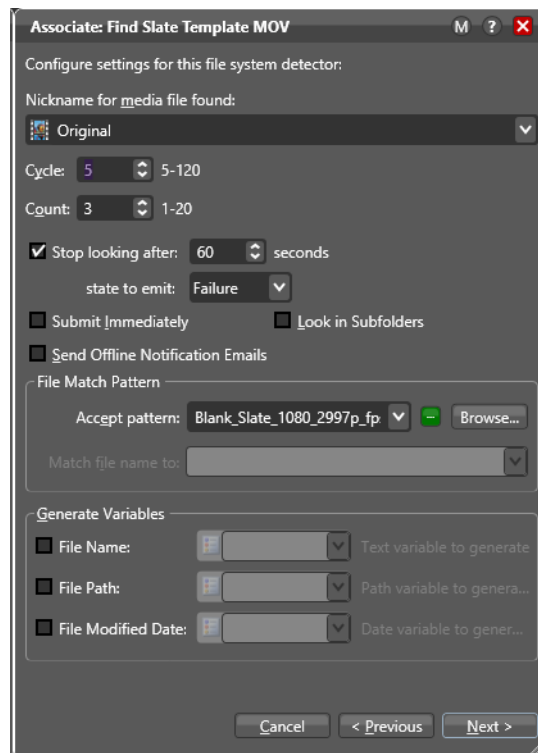 Associate: Find Slate Template MOV M ? X
Configure settings for this file system detector:
Nickname for media file found:
Original
Cycle: 5 5-120
Count: 3 1-20
Stop looking after: 60 seconds
state to emit: Failure
Submit Immediately Look in Subfolders
Send Offline Notification Emails
File Match Pattern
Accept pattern: Blank_Slate_1080_2997p_fp Browse...
Match file name to:
Generate Variables
File Name: Text variable to generate
File Path: Path variable to genera...
File Modified Date: Date variable to gener...
Cancel < Previous Next >